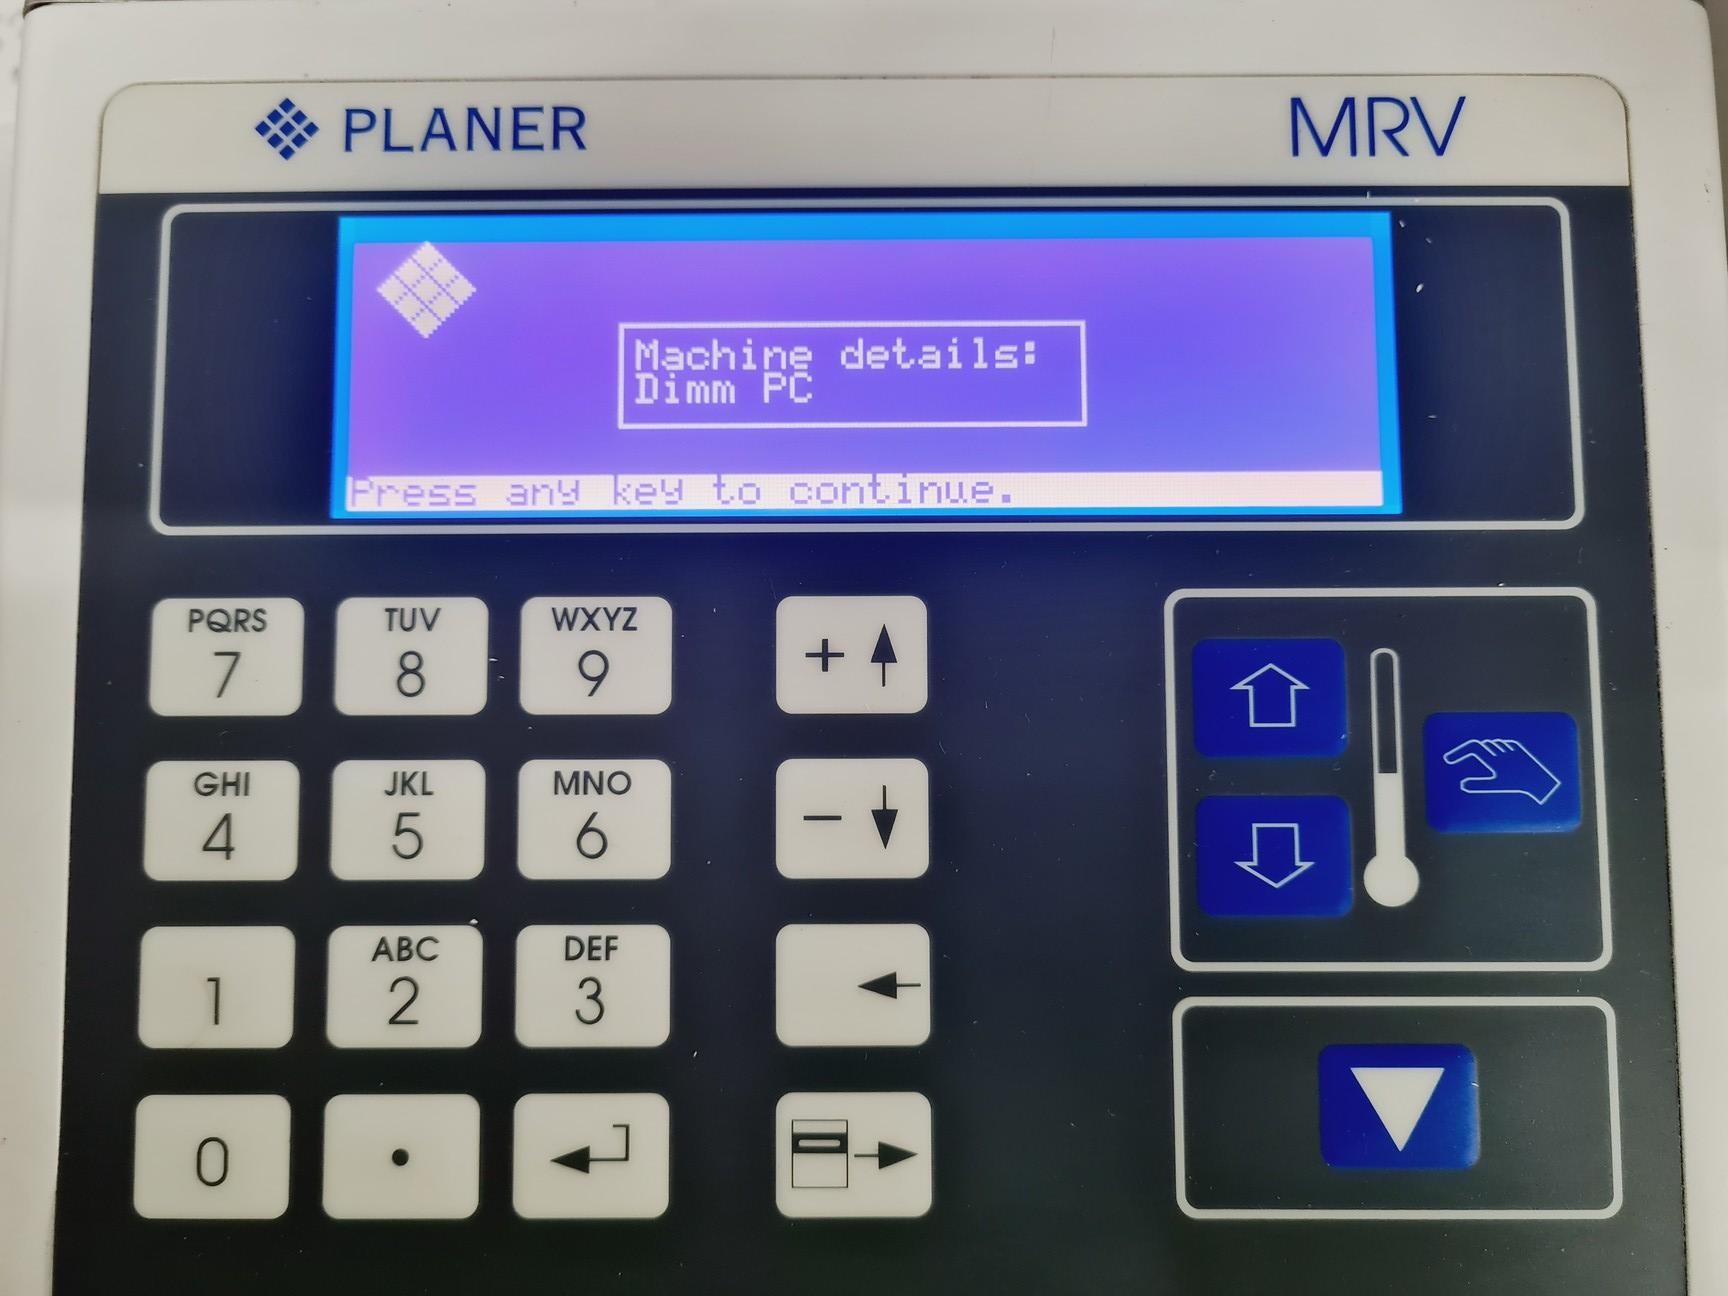 PLANER
MRV
Machine details:
Dimm PC
Press any key to continue.
PQRS
7
TUV
8
WXYZ
9
+
GHI
4
JKL
5
MNO
6
−
1
ABC
2
DEF
3
0
.